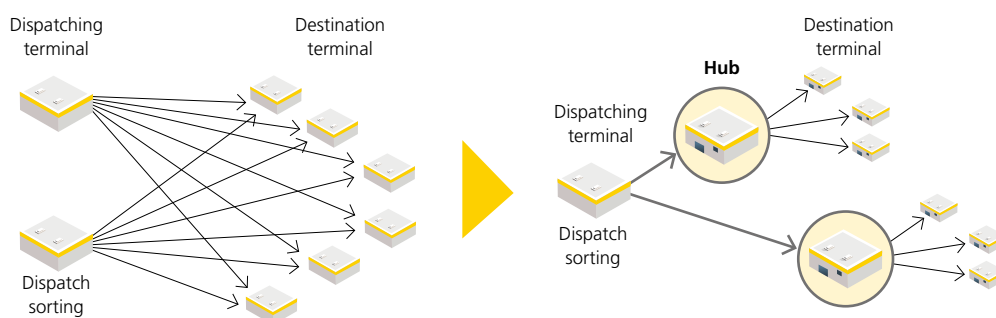 Dispatching
terminal
Destination
terminal
Dispatch
sorting
Destination
terminal
Hub
Dispatching
terminal
Dispatch
sorting